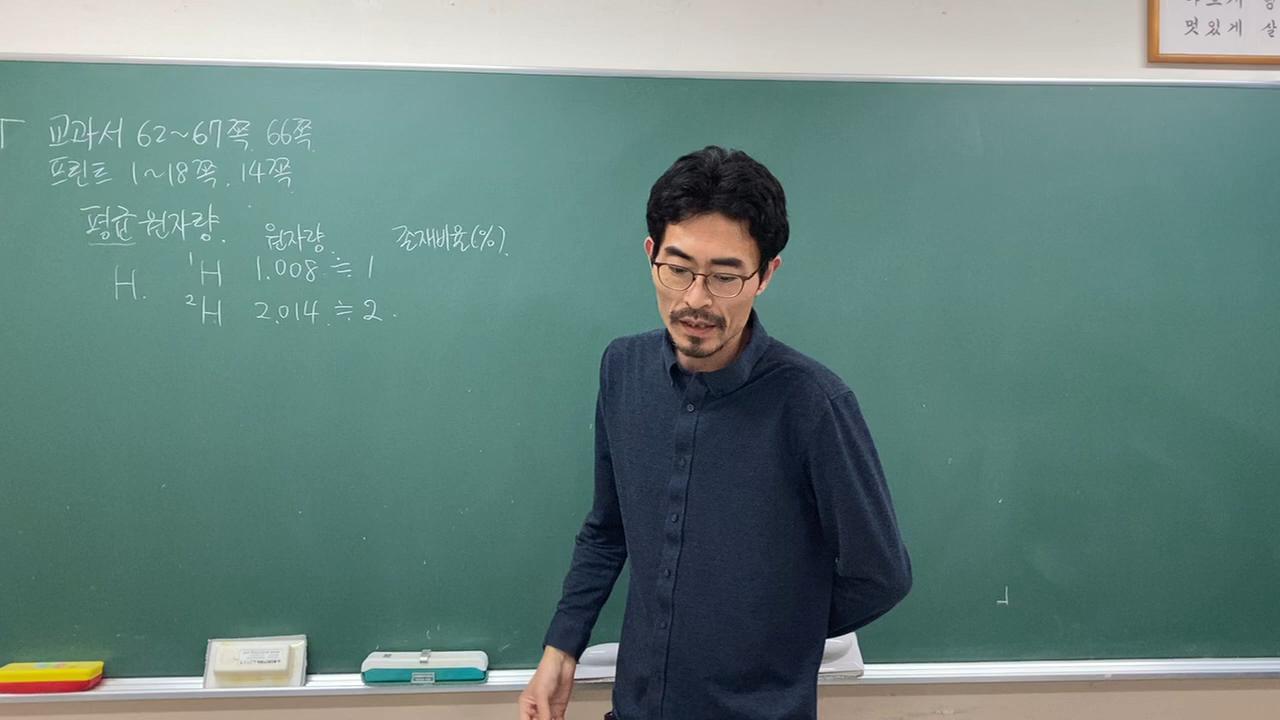 멋있게 살
교과서 62~67쪽. 66쪽.
프린트 1~18쪽. 14쪽.
평균 원자량. 원자량. 존재비율(%).
H. ¹H 1.008 ≒ 1
²H 2.014 ≒ 2.